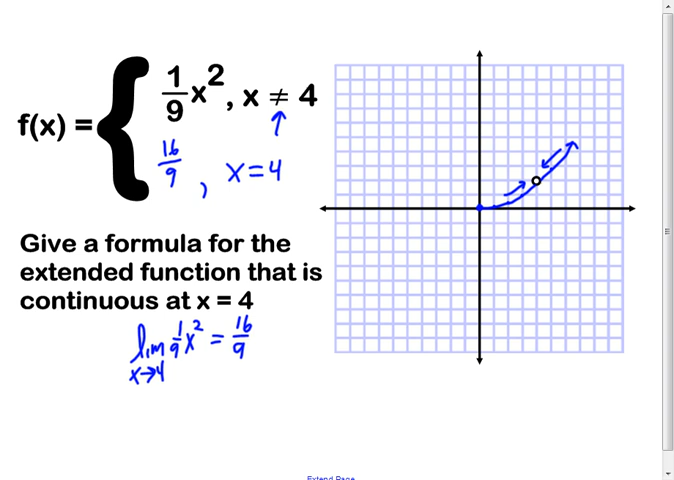 f(x) = { 1/9 x², x ≠ 4
16/9 , x = 4
Give a formula for the
extended function that is
continuous at x = 4
lim 1/9 x² = 16/9
x→4
Extend Page